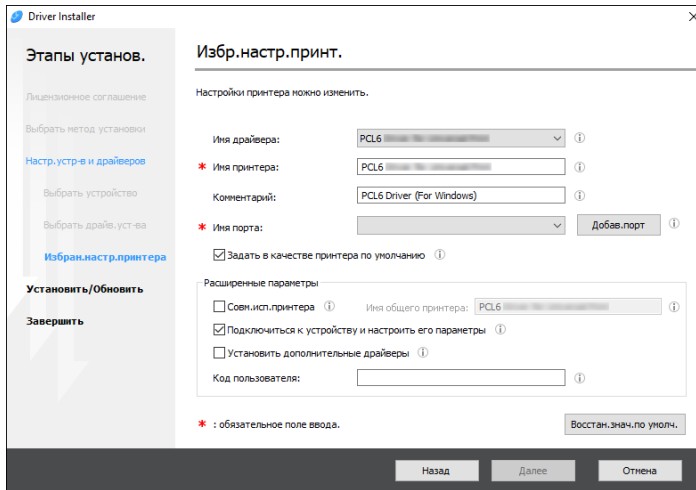 Driver Installer
Этапы установ.
Лицензионное соглашение
Выбрать метод установки
Настр.устр-в и драйверов
Выбрать устройство
Выбрать драйв.уст-ва
Избран.настр.принтера
Установить/Обновить
Завершить
Избр.настр.принт.
Настройки принтера можно изменить.
Имя драйвера: PCL6
* Имя принтера: PCL6
Комментарий: PCL6 Driver (For Windows)
* Имя порта: Добав.порт
Задать в качестве принтера по умолчанию
Расширенные параметры
Совм.исп.принтера Имя общего принтера: PCL6
Подключиться к устройству и настроить его параметры
Установить дополнительные драйверы
Код пользователя:
* : обязательное поле ввода. Восстан.знач.по умолч.
Назад Далее Отмена